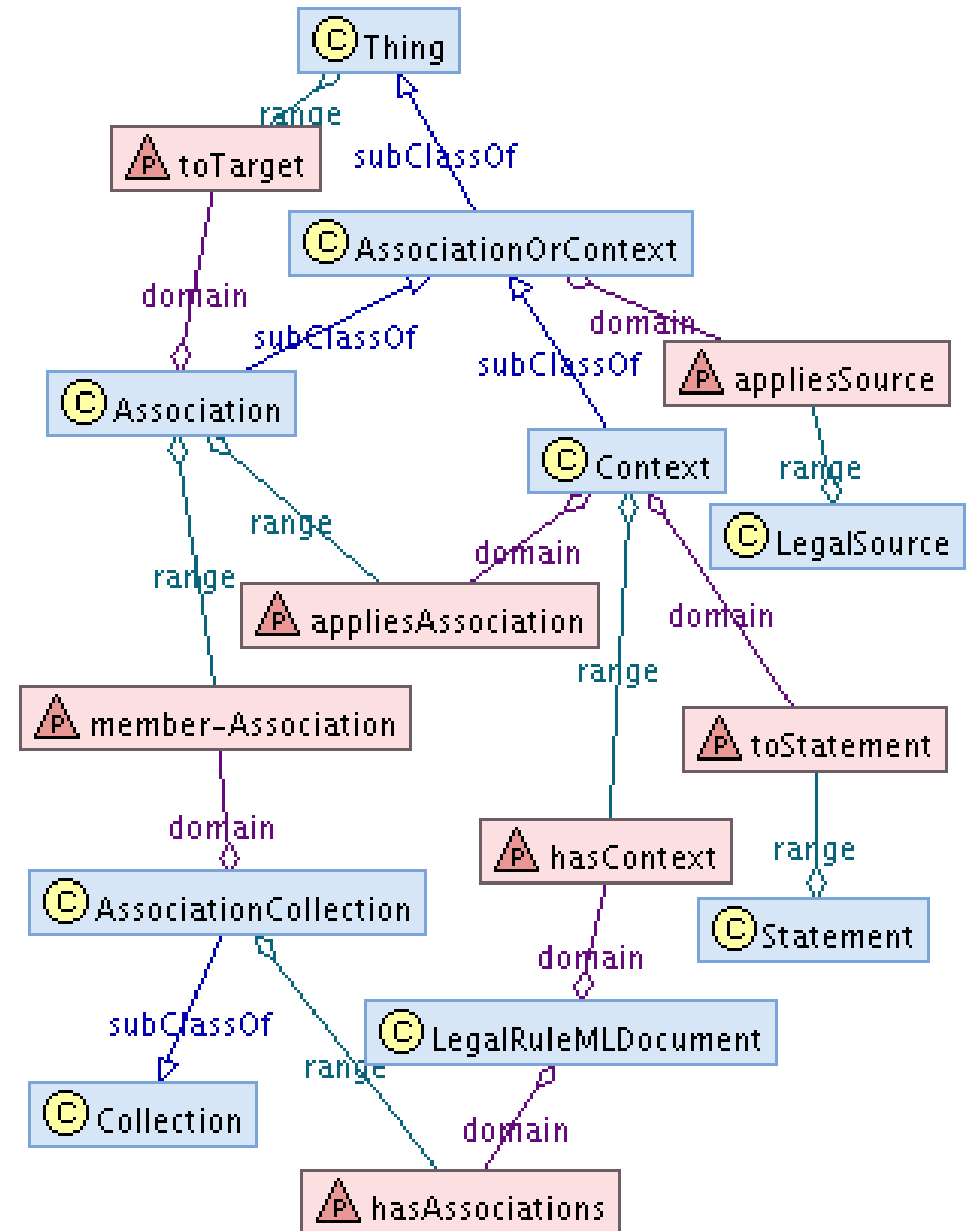 C Thing
range
P toTarget
subClassOf
C AssociationOrContext
domain
subClassOf
domain
subClassOf
P appliesSource
C Association
C Context
range
range
C LegalSource
domain
range
P appliesAssociation
domain
range
P member-Association
P toStatement
domain
P hasContext
range
C AssociationCollection
C Statement
domain
subClassOf
C LegalRuleMLDocument
range
C Collection
domain
P hasAssociations